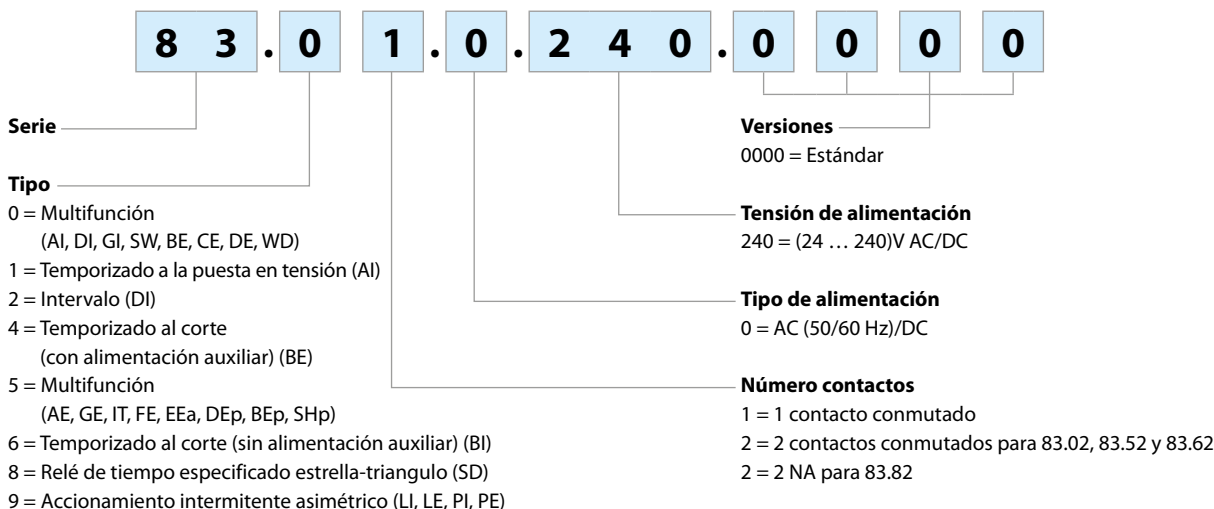 8 3 . 0 1 . 0 . 2 4 0 . 0 0 0 0
Serie
Tipo
0 = Multifunción
(AI, DI, GI, SW, BE, CE, DE, WD)
1 = Temporizado a la puesta en tensión (AI)
2 = Intervalo (DI)
4 = Temporizado al corte
(con alimentación auxiliar) (BE)
5 = Multifunción
(AE, GE, IT, FE, EEa, DEp, BEp, SHp)
6 = Temporizado al corte (sin alimentación auxiliar) (BI)
8 = Relé de tiempo especificado estrella-triangulo (SD)
9 = Accionamiento intermitente asimétrico (LI, LE, PI, PE)
Versiones
0000 = Estándar
Tensión de alimentación
240 = (24 … 240)V AC/DC
Tipo de alimentación
0 = AC (50/60 Hz)/DC
Número contactos
1 = 1 contacto conmutado
2 = 2 contactos conmutados para 83.02, 83.52 y 83.62
2 = 2 NA para 83.82